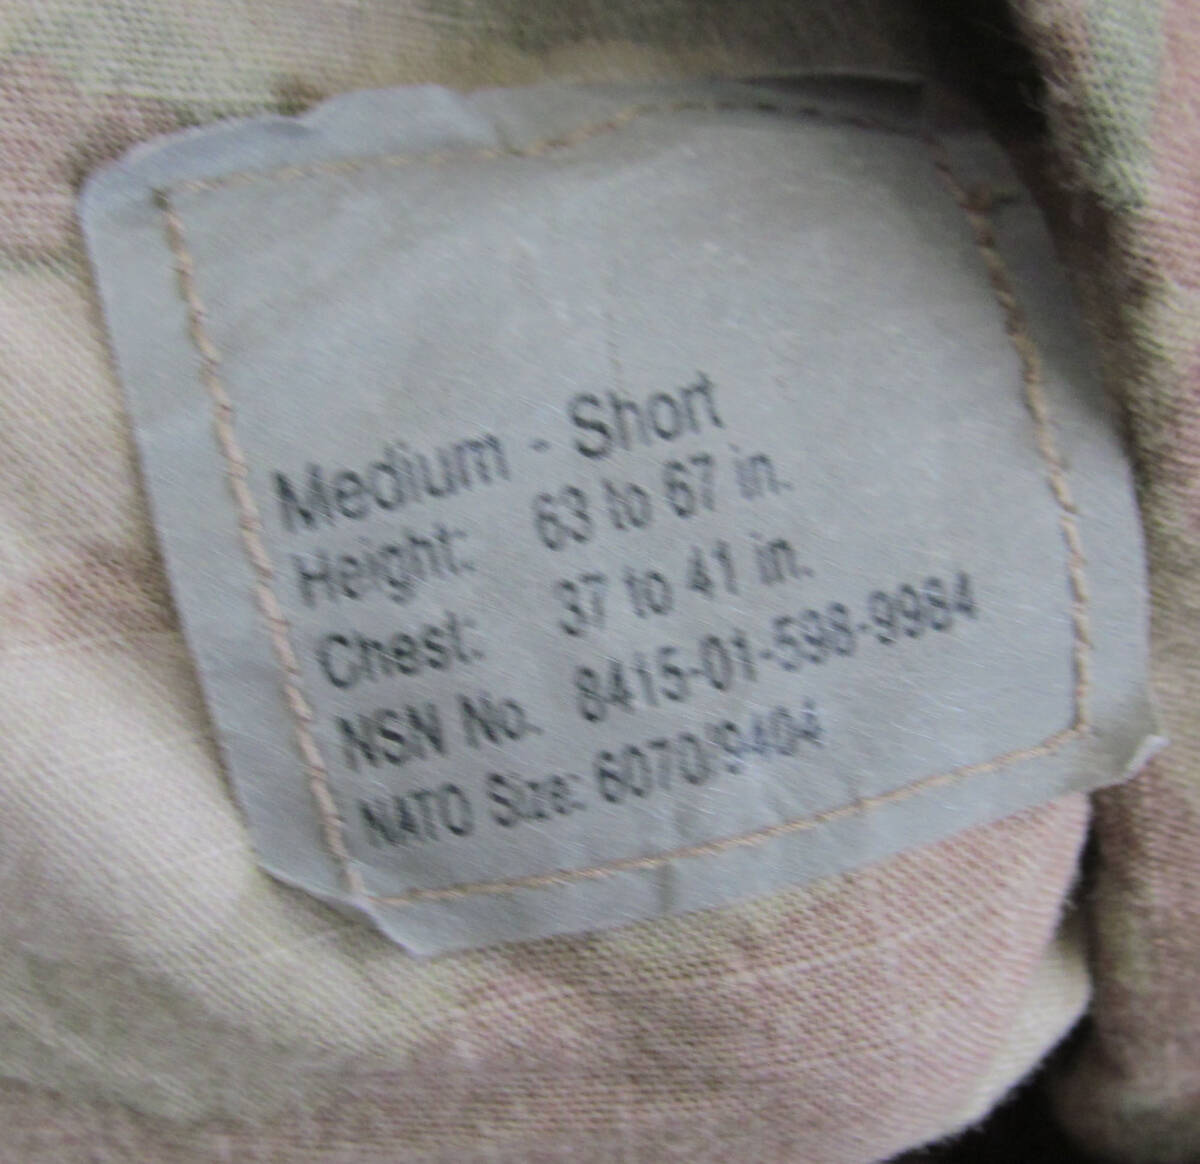 Medium - Short
Height: 63 to 67 in.
Chest: 37 to 41 in.
NSN No. 8415-01-598-9984
NATO Size: 6070/9404